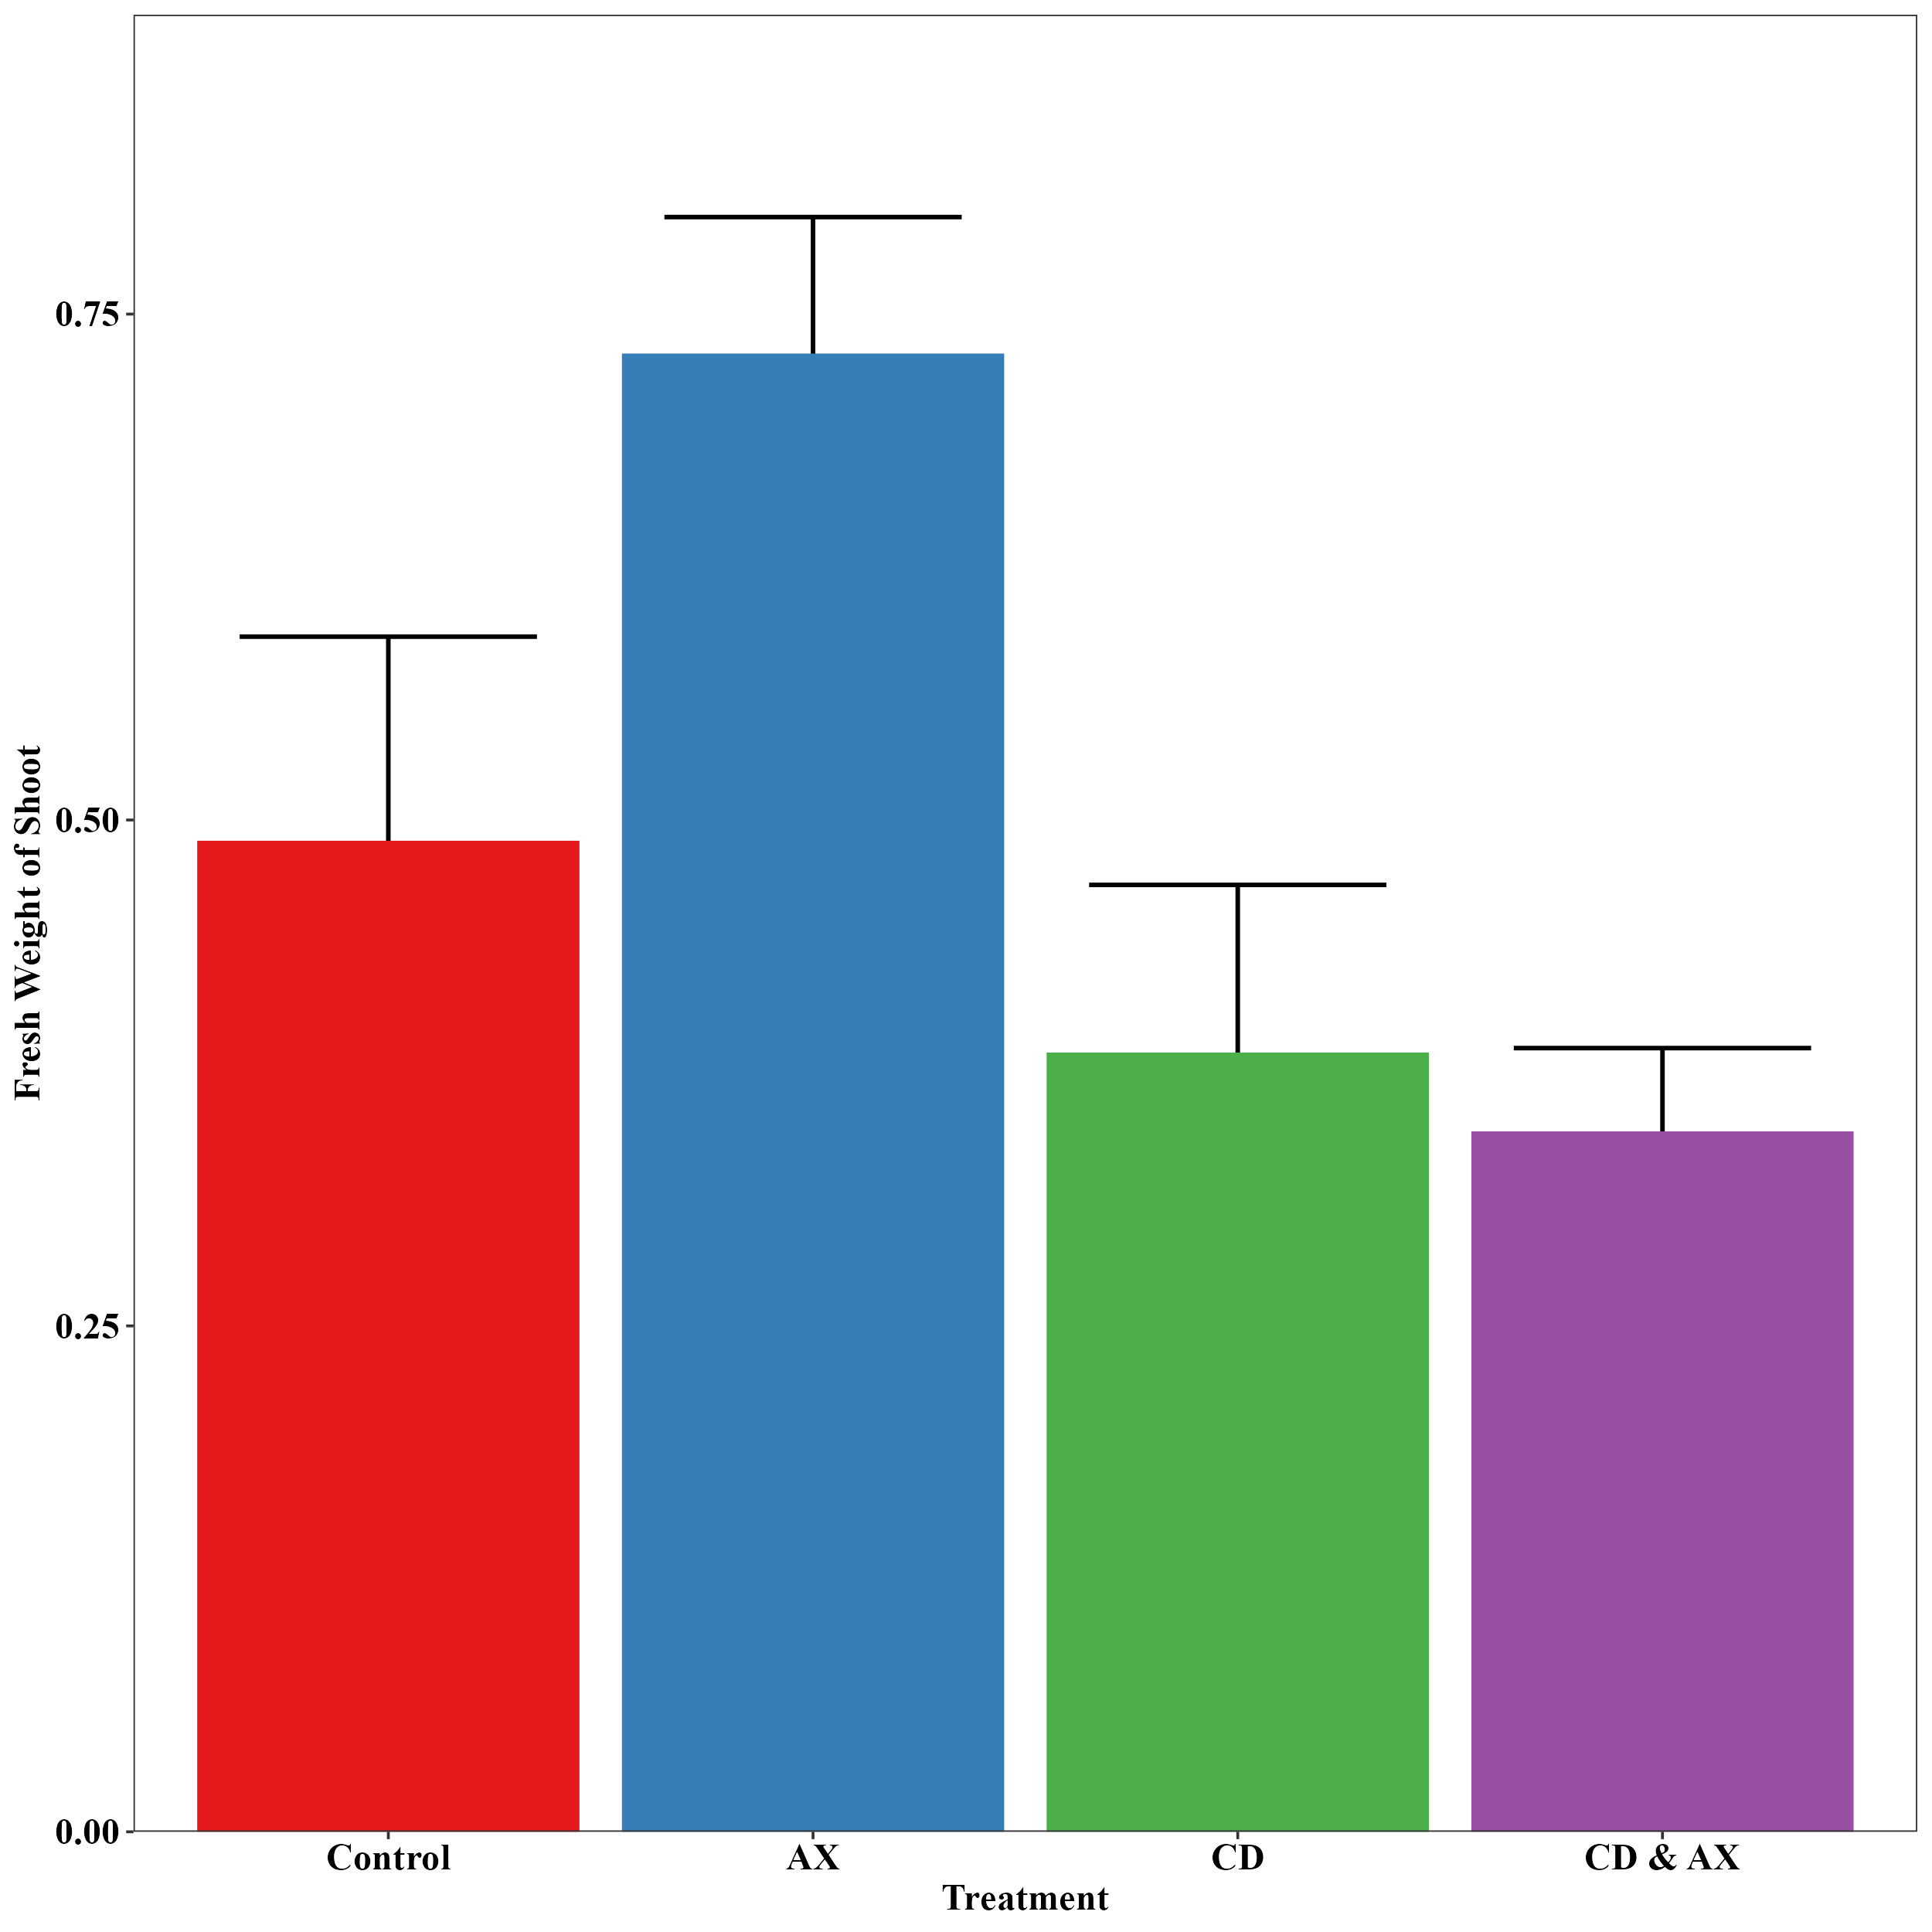 Fresh Weight of Shoot
0.75
0.50
0.25
0.00
Control
AX
CD
CD & AX
Treatment